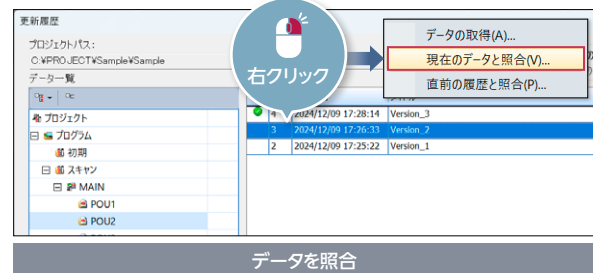 更新履歴
プロジェクトパス:
C:¥PROJECT¥Sample¥Sample
データ一覧
右クリック
データの取得(A)...
現在のデータと照合(V)...
直前の履歴と照合(P)...
プロジェクト
プログラム
初期
スキャン
MAIN
POU1
POU2
4 2024/12/09 17:28:14 Version_3
3 2024/12/09 17:26:33 Version_2
2 2024/12/09 17:25:22 Version_1
データを照合